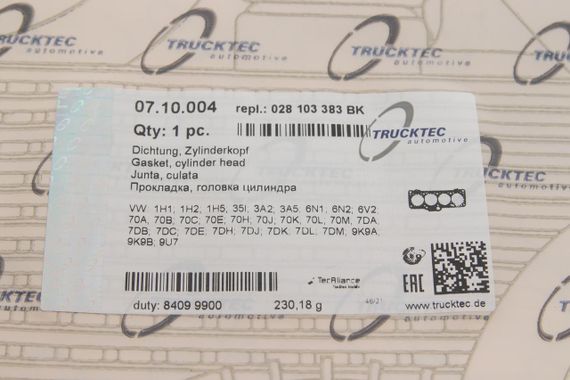 TRUCKTEC
automotive
TRUCKTEC
automotive
07.10.004 repl.: 028 103 383 BK
Qty: 1 pc.
TRUCKTEC
automotive
Dichtung, Zylinderkopf
Gasket, cylinder head
Junta, culata
Прокладка, головка цилиндра
VW 1H1; 1H2; 1H5; 35I; 3A2; 3A5; 6N1; 6N2; 6V2;
70A; 70B; 70C; 70E; 70H; 70J; 70K; 70L; 70M; 7DA;
7DB; 7DC; 7DE; 7DH; 7DJ; 7DK; 7DL; 7DM; 9K9A;
9K9B; 9U7
TecAlliance
EAC
duty: 8409 9900 230,18 g 46/21 www.trucktec.de
TRUCKTEC
automotive